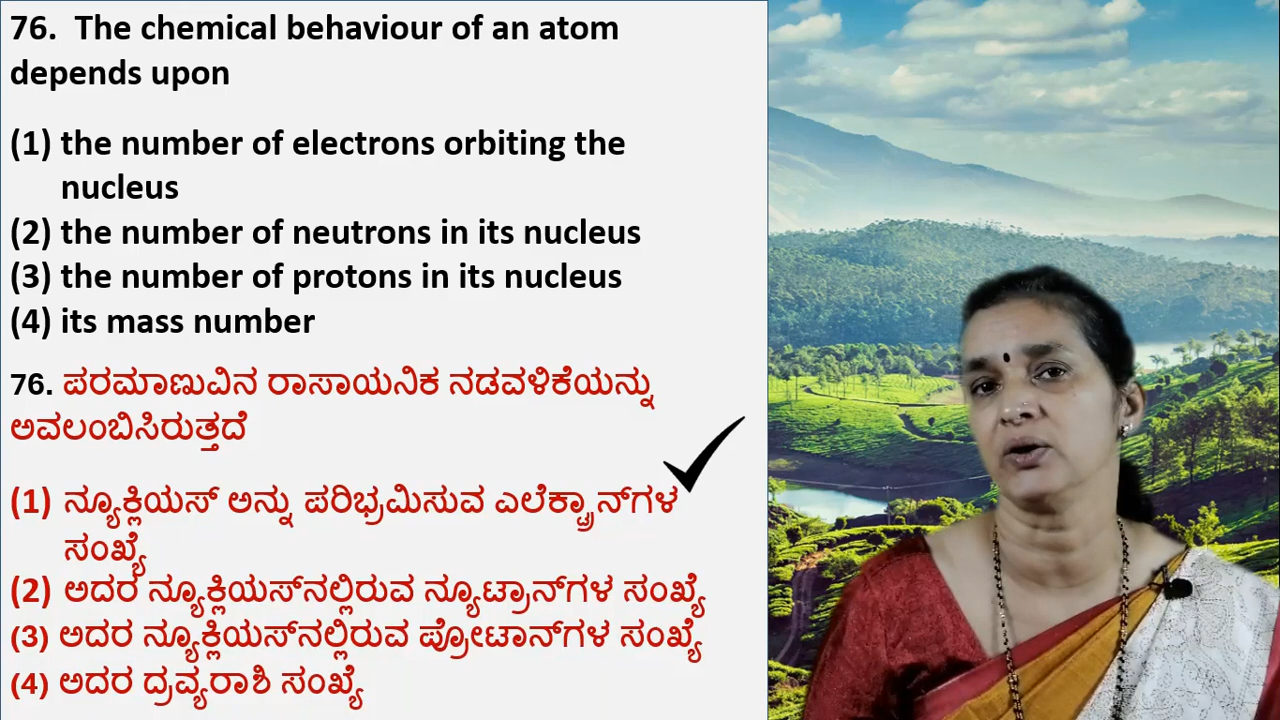 76. The chemical behaviour of an atom
depends upon
(1) the number of electrons orbiting the
nucleus
(2) the number of neutrons in its nucleus
(3) the number of protons in its nucleus
(4) its mass number
76. ಪರಮಾಣುವಿನ ರಾಸಾಯನಿಕ ನಡವಳಿಕೆಯನ್ನು
ಅವಲಂಬಿಸಿರುತ್ತದೆ
(1) ನ್ಯೂಕ್ಲಿಯಸ್ ಅನ್ನು ಪರಿಭ್ರಮಿಸುವ ಎಲೆಕ್ಟ್ರಾನ್‌ಗಳ
ಸಂಖ್ಯೆ
(2) ಅದರ ನ್ಯೂಕ್ಲಿಯಸ್‌ನಲ್ಲಿರುವ ನ್ಯೂಟ್ರಾನ್‌ಗಳ ಸಂಖ್ಯೆ
(3) ಅದರ ನ್ಯೂಕ್ಲಿಯಸ್‌ನಲ್ಲಿರುವ ಪ್ರೋಟಾನ್‌ಗಳ ಸಂಖ್ಯೆ
(4) ಅದರ ದ್ರವ್ಯರಾಶಿ ಸಂಖ್ಯೆ